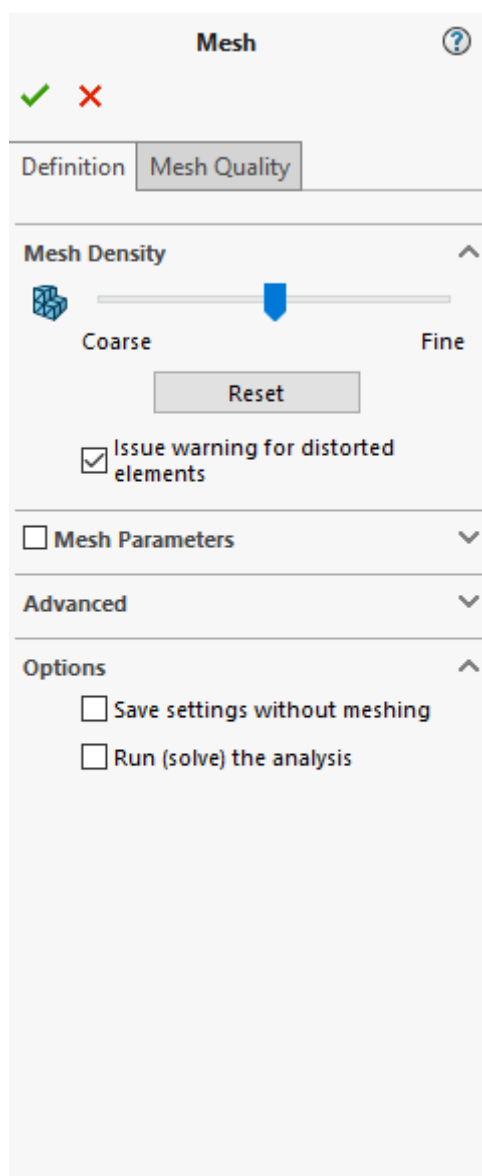 Mesh
?
Definition Mesh Quality
Mesh Density
Coarse Fine
Reset
Issue warning for distorted
elements
Mesh Parameters
Advanced
Options
Save settings without meshing
Run (solve) the analysis